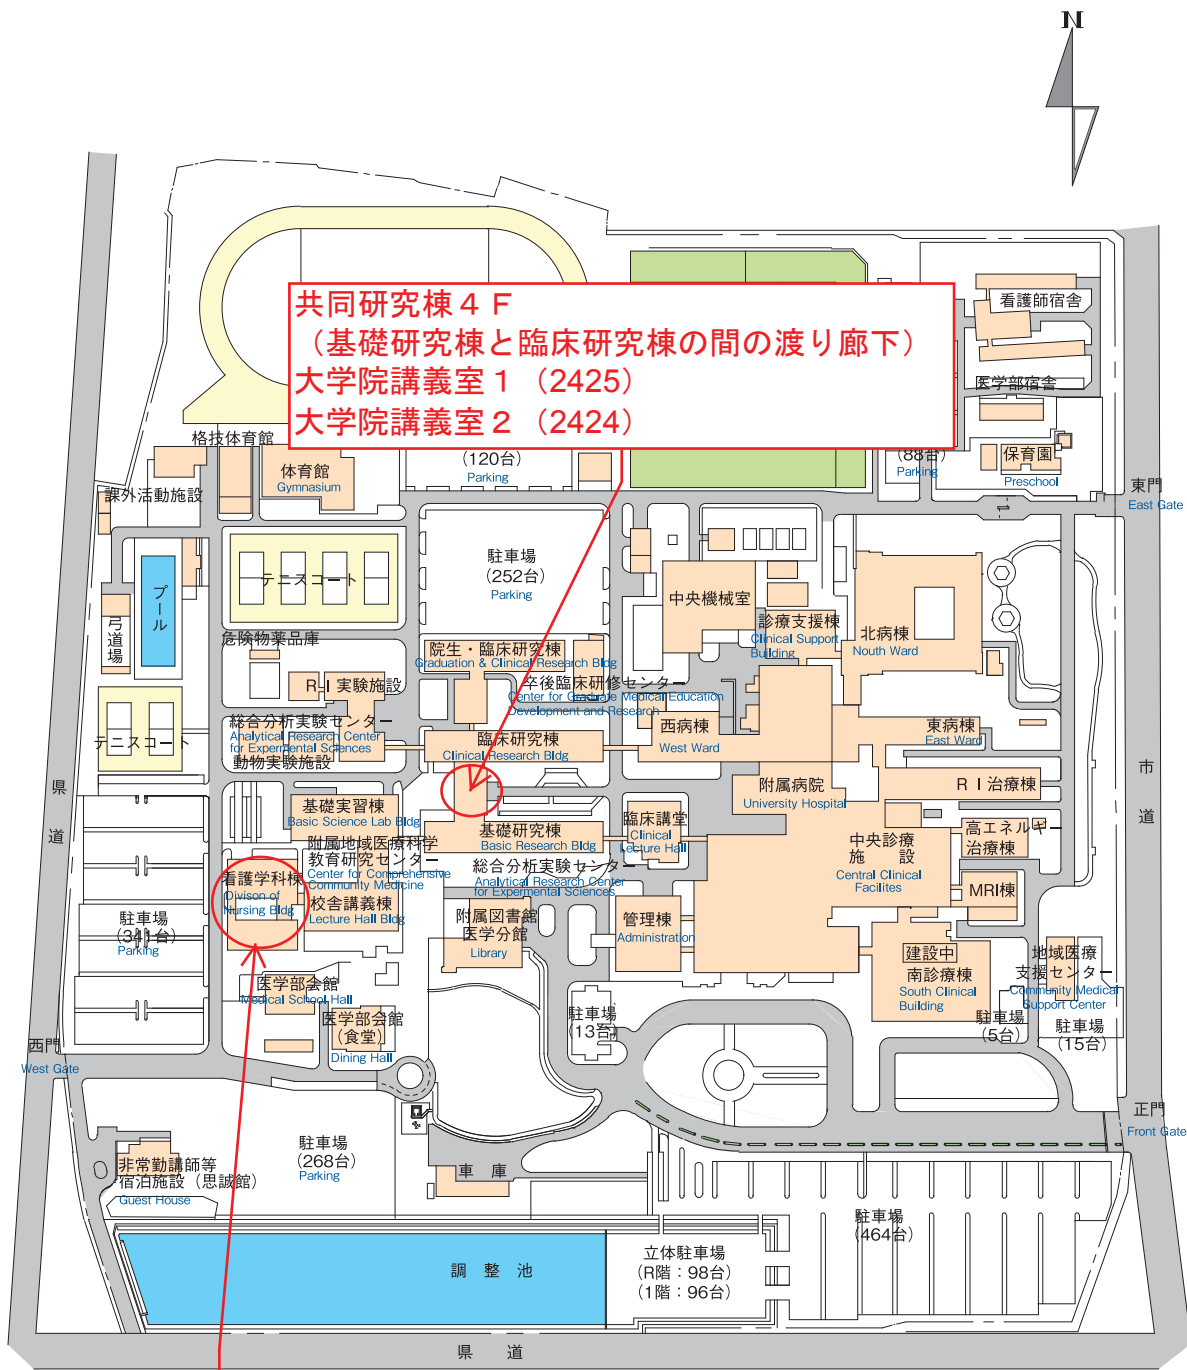 N
共同研究棟４Ｆ
（基礎研究棟と臨床研究棟の間の渡り廊下）
大学院講義室１（2425）
大学院講義室２（2424）
看護師宿舎
医学部宿舎
保育園
Preschool
(88台)
Parking
東門
East Gate
格技体育館
体育館
Gymnasium
(120台)
Parking
課外活動施設
テニスコート
プール
弓道場
駐車場
(252台)
Parking
中央機械室
診療支援棟
Clinical Support
Building
北病棟
Nouth Ward
危険物薬品庫
院生・臨床研究棟
Graduation & Clinical Research Bldg
R-I 実験施設
卒後臨床研修センター
Center for Graduate Medical Education
Development and Research
総合分析実験センター
Analytical Research Center
for Expermental Sciences
動物実験施設
テニスコート
臨床研究棟
Clinical Research Bldg
西病棟
West Ward
東病棟
East Ward
附属病院
University Hospital
ＲＩ治療棟
県道
市道
基礎実習棟
Basic Science Lab Bldg
基礎研究棟
Basic Research Bldg
臨床講堂
Clinical
Lecture Hall
中央診療
施設
Central Clinical
Facilites
高エネルギー
治療棟
MRI棟
附属地域医療科学
教育研究センター
Center for Comprehensive
Community Medicine
総合分析実験センター
Analytical Research Center
for Experimental Sciences
看護学科棟
Divison of
Nursing Bldg
校舎講義棟
Lecture Hall Bldg
駐車場
(341台)
Parking
附属図書館
医学分館
Library
管理棟
Administration
建設中
南診療棟
South Clinical
Building
地域医療
支援センター
Community Medical
Support Center
医学部会館
Medical School Hall
医学部会館
(食堂)
Dining Hall
駐車場
(13台)
駐車場
(5台)
駐車場
(15台)
西門
West Gate
正門
Front Gate
駐車場
(268台)
Parking
車庫
非常勤講師等
宿泊施設（思誠館）
Guest House
駐車場
(464台)
調整池
立体駐車場
(R階：98台)
(1階：96台)
県道